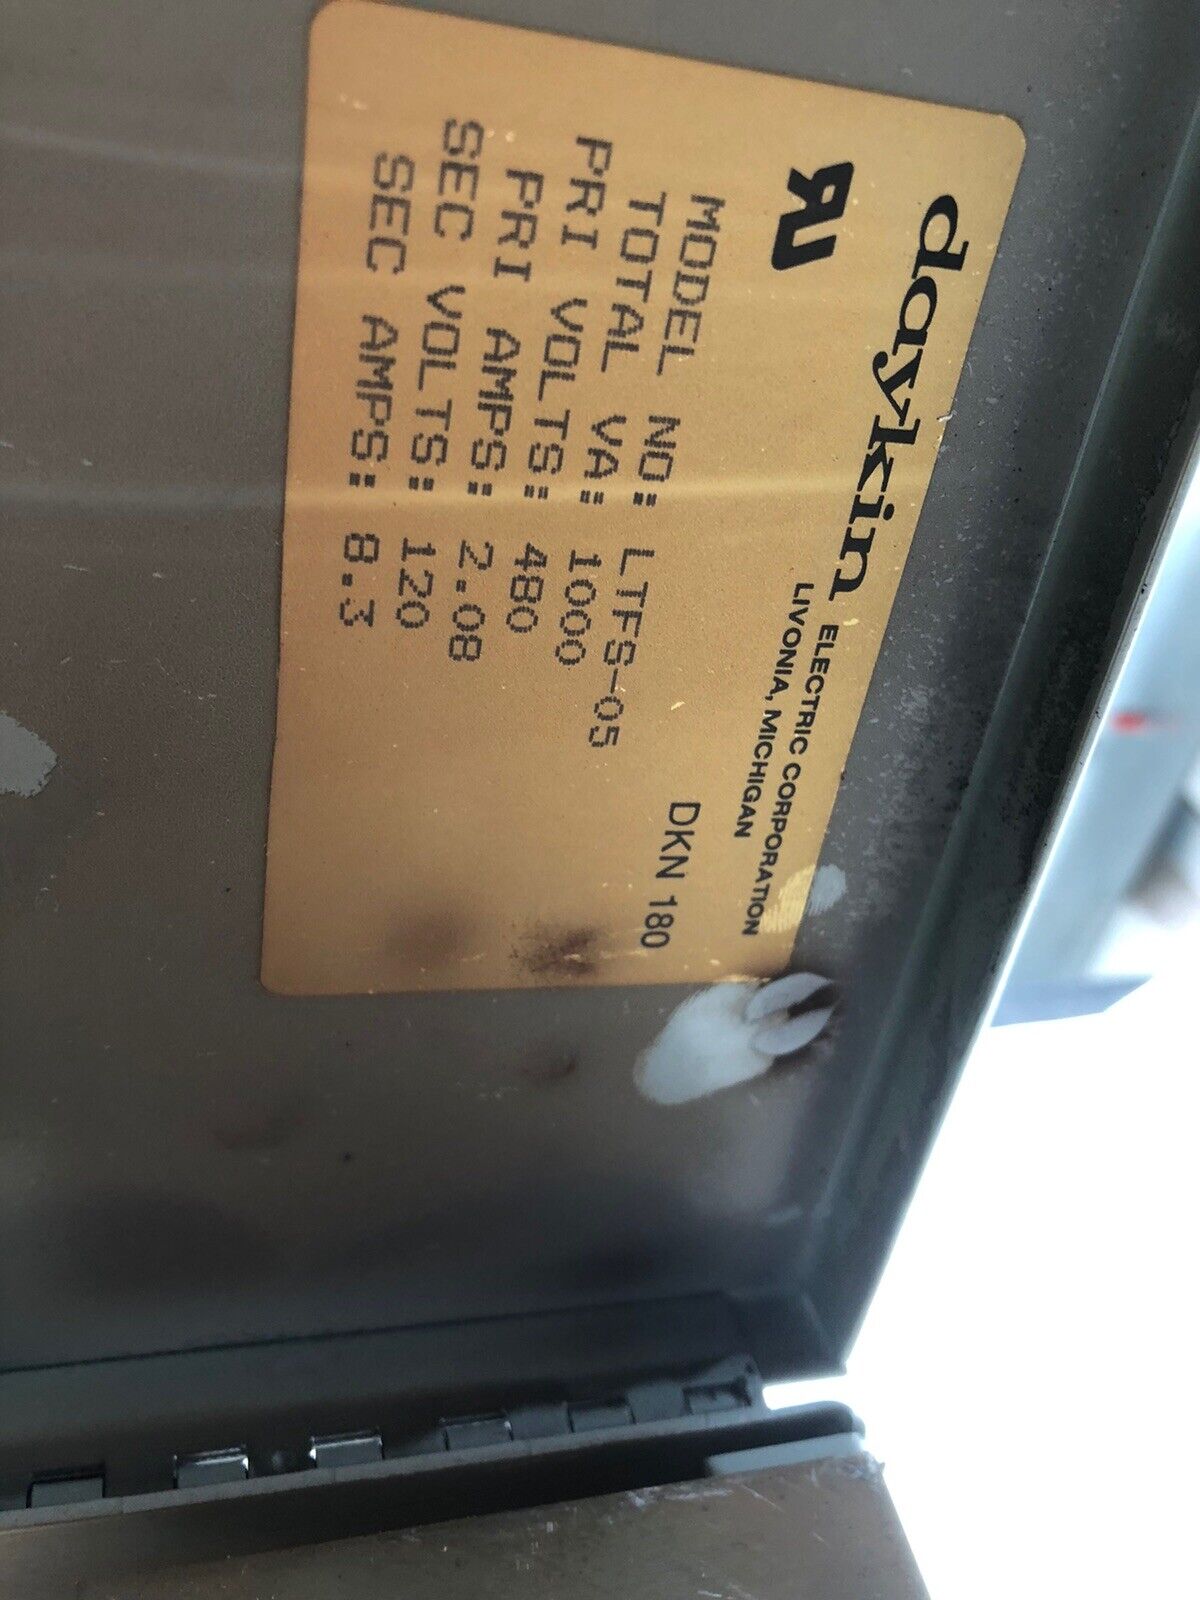 daykin ELECTRIC CORPORATION
LIVONIA, MICHIGAN
DKN 180
MODEL NO: LTFS-05
TOTAL VA: 1000
PRI VOLTS: 480
PRI AMPS: 2.08
SEC VOLTS: 120
SEC AMPS: 8.3